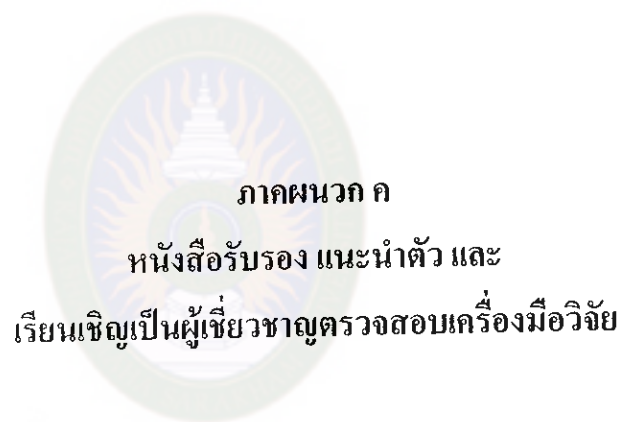 ภาคผนวก ค
หนังสือรับรอง แนะนำตัว และ
เรียนเชิญเป็นผู้เชี่ยวชาญตรวจสอบเครื่องมือวิจัย